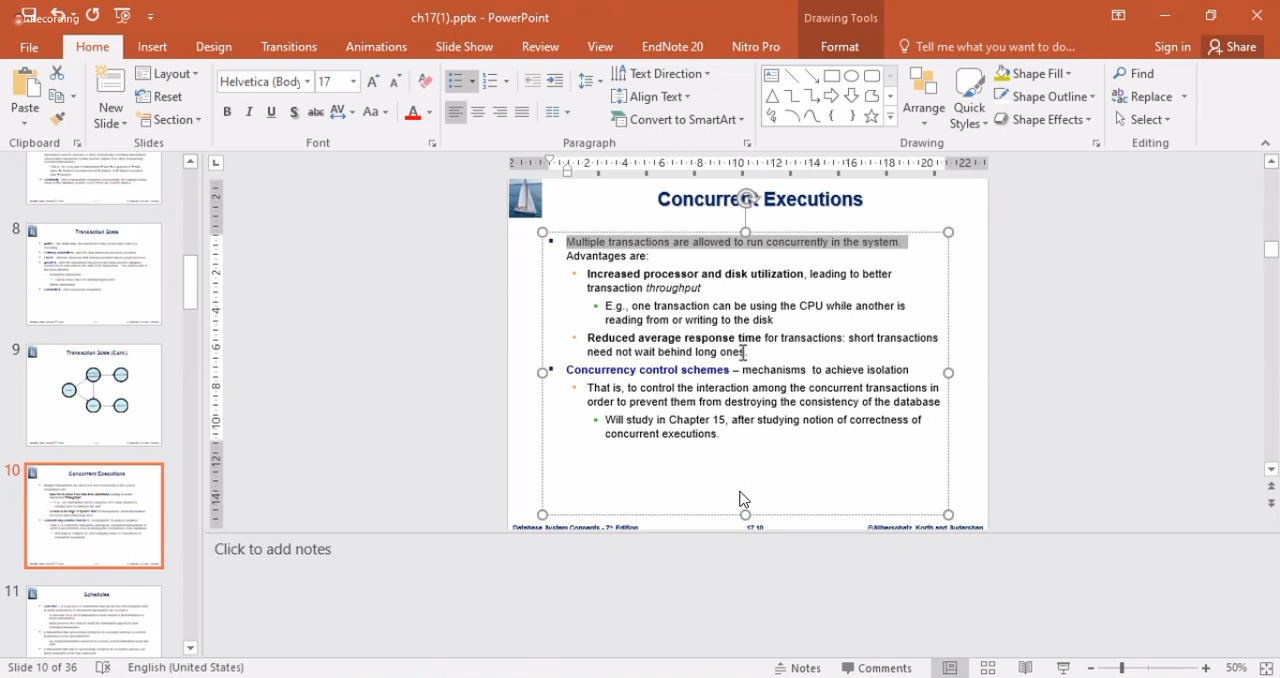 Recording
ch17(1).pptx - PowerPoint
Drawing Tools
File Home Insert Design Transitions Animations Slide Show Review View EndNote 20 Nitro Pro Format Tell me what you want to do... Sign in Share
Paste
Clipboard
New Slide
Layout
Reset
Section
Slides
Helvetica (Body) 17
B I U S abc AV Aa A
Font
Text Direction
Align Text
Convert to SmartArt
Paragraph
Arrange
Quick Styles
Shape Fill
Shape Outline
Shape Effects
Drawing
Find
Replace
Select
Editing
8
Transaction State
9
Transaction State (Cont.)
10
Concurrent Executions
11
Schedules
Concurrent Executions
Multiple transactions are allowed to run concurrently in the system.
Advantages are:
Increased processor and disk utilization, leading to better
transaction throughput
E.g., one transaction can be using the CPU while another is
reading from or writing to the disk
Reduced average response time for transactions: short transactions
need not wait behind long ones.
Concurrency control schemes – mechanisms to achieve isolation
That is, to control the interaction among the concurrent transactions in
order to prevent them from destroying the consistency of the database
Will study in Chapter 15, after studying notion of correctness of
concurrent executions.
Database System Concepts - 7th Edition 17.10 ©Silberschatz, Korth and Sudarshan
Click to add notes
Slide 10 of 36 English (United States) Notes Comments 50%